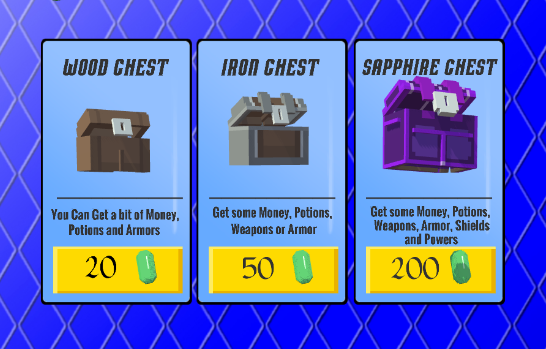 WOOD CHEST
You Can Get a bit of Money,
Potions and Armors
20
IRON CHEST
Get some Money, Potions,
Weapons or Armor
50
SAPPHIRE CHEST
Get some Money, Potions,
Weapons, Armor, Shields
and Powers
200